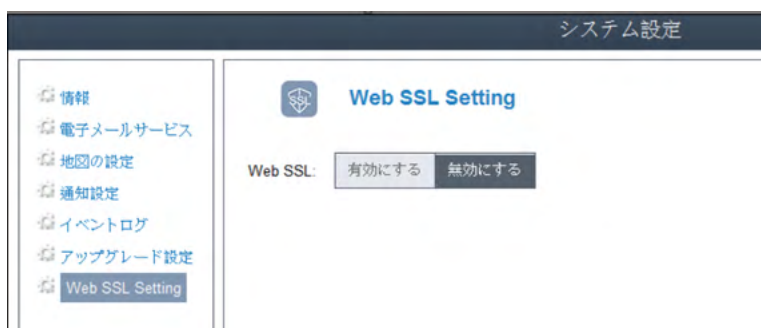 システム設定
情報
電子メールサービス
地図の設定
通知設定
イベントログ
アップグレード設定
Web SSL Setting
SSL
Web SSL Setting
Web SSL:
有効にする
無効にする